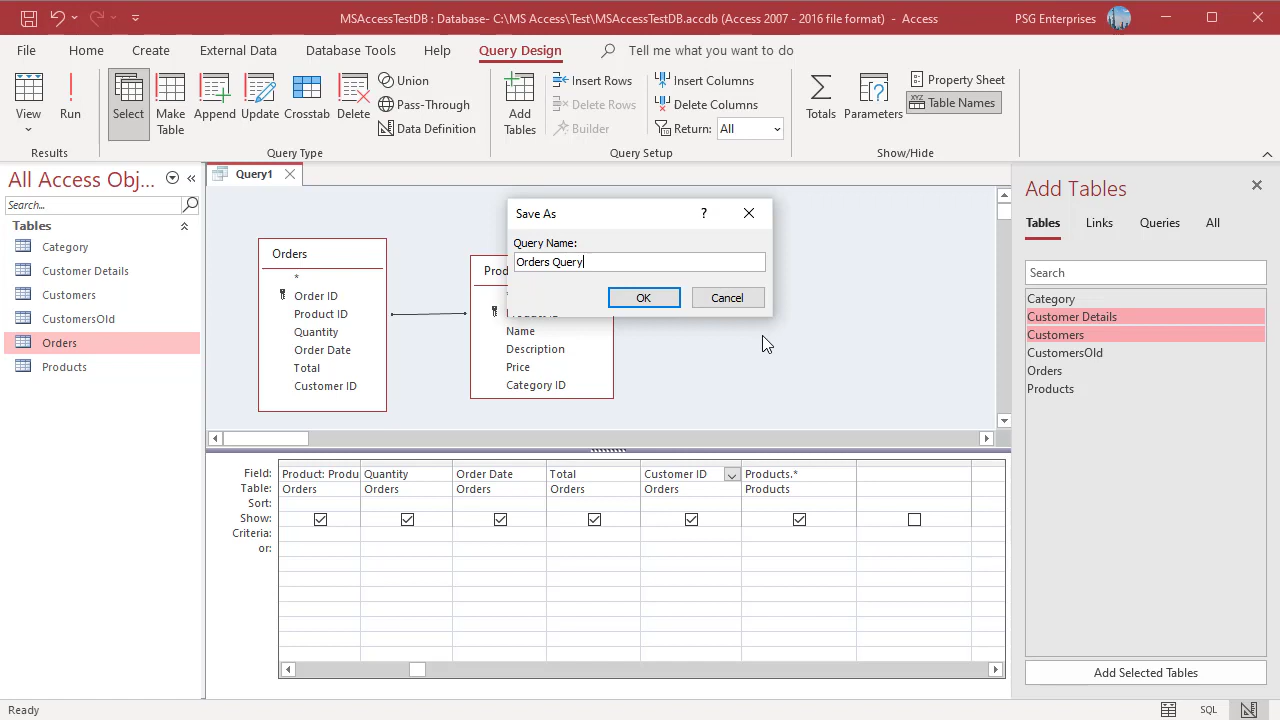 MSAccessTestDB : Database- C:\MS Access\Test\MSAccessTestDB.accdb (Access 2007 - 2016 file format) - Access
PSG Enterprises
File Home Create External Data Database Tools Help Query Design Tell me what you want to do
View
Run
Results
Select
Make Table
Append
Update
Crosstab
Delete
Union
Pass-Through
Data Definition
Query Type
Add Tables
Insert Rows
Delete Rows
Builder
Insert Columns
Delete Columns
Return: All
Query Setup
Totals
Parameters
Property Sheet
XYZ Table Names
Show/Hide
All Access Obj...
Search...
Tables
Category
Customer Details
Customers
CustomersOld
Orders
Products
Query1
Orders
*
Order ID
Product ID
Quantity
Order Date
Total
Customer ID
Name
Description
Price
Category ID
Save As ?
Query Name:
Orders Query
OK Cancel
Field: Product: Produ Quantity Order Date Total Customer ID Products.*
Table: Orders Orders Orders Orders Orders Products
Sort:
Show:
Criteria:
or:
Add Tables
Tables Links Queries All
Search
Category
Customer Details
Customers
CustomersOld
Orders
Products
Add Selected Tables
Ready
SQL